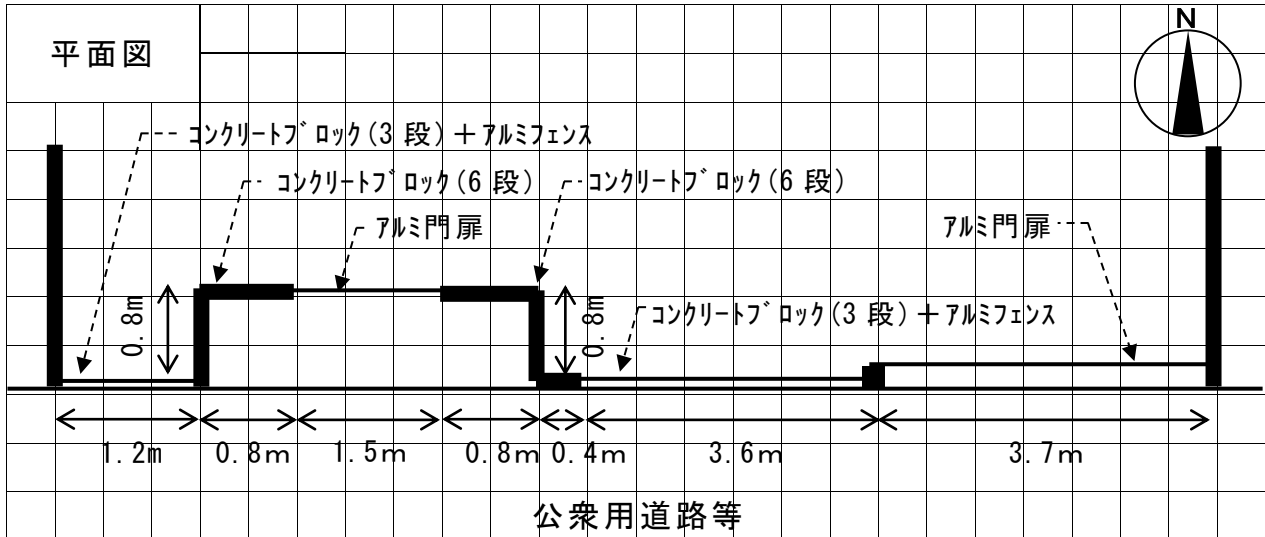 平面図
N
コンクリートブロック(3 段)＋アルミフェンス
コンクリートブロック(6 段)
コンクリートブロック(6 段)
アルミ門扉
アルミ門扉
0.8m
0.8m
コンクリートブロック(3 段)＋アルミフェンス
1.2m
0.8m
1.5m
0.8m
0.4m
3.6m
3.7m
公衆用道路等